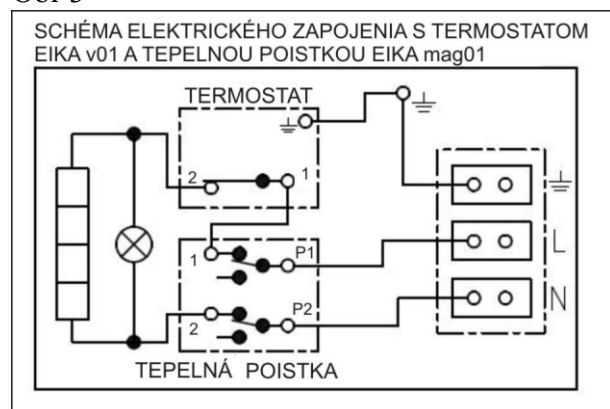 SCHÉMA ELEKTRICKÉHO ZAPOJENIA S TERMOSTATOM
EIKA v01 A TEPELNOU POISTKOU EIKA mag01
TERMOSTAT
2
1
1
P1
L
P2
N
2
TEPELNÁ POISTKA